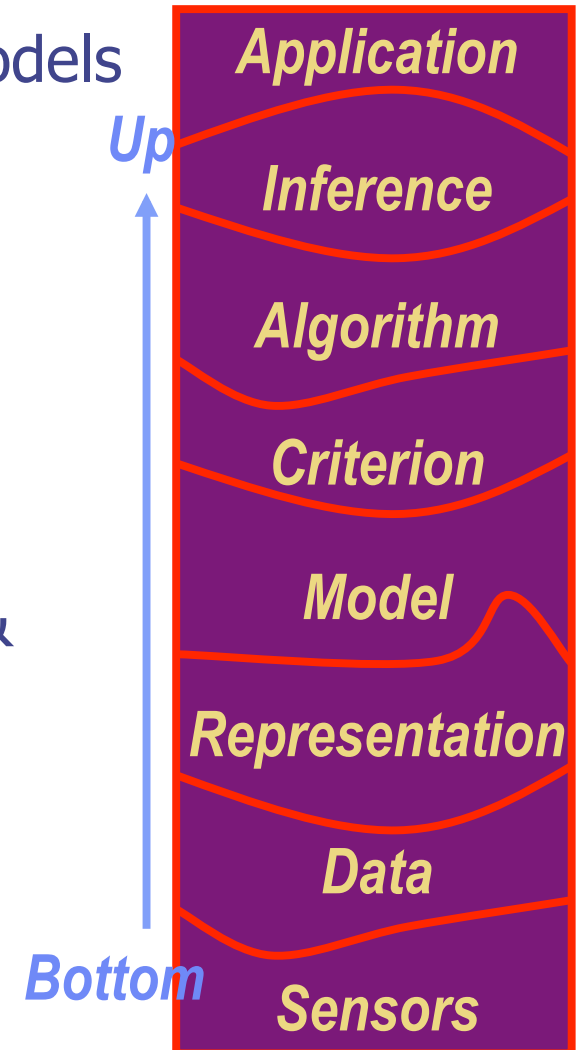 odels
Application
Up
Inference
Algorithm
Criterion
Model
&
Representation
Data
Bottom
Sensors